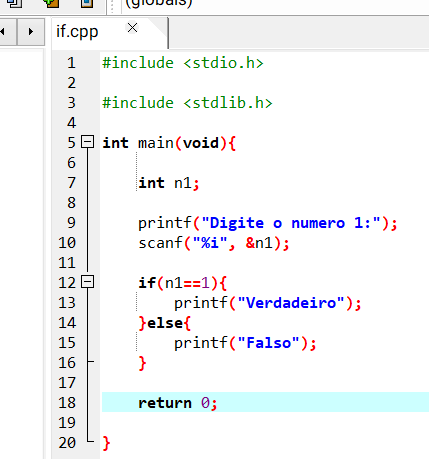 (globals)
if.cpp
1 #include <stdio.h>
2
3 #include <stdlib.h>
4
5 int main(void){
6
7 int n1;
8
9 printf("Digite o numero 1:");
10 scanf("%i", &n1);
11
12 if(n1==1){
13 printf("Verdadeiro");
14 }else{
15 printf("Falso");
16 }
17
18 return 0;
19
20 }